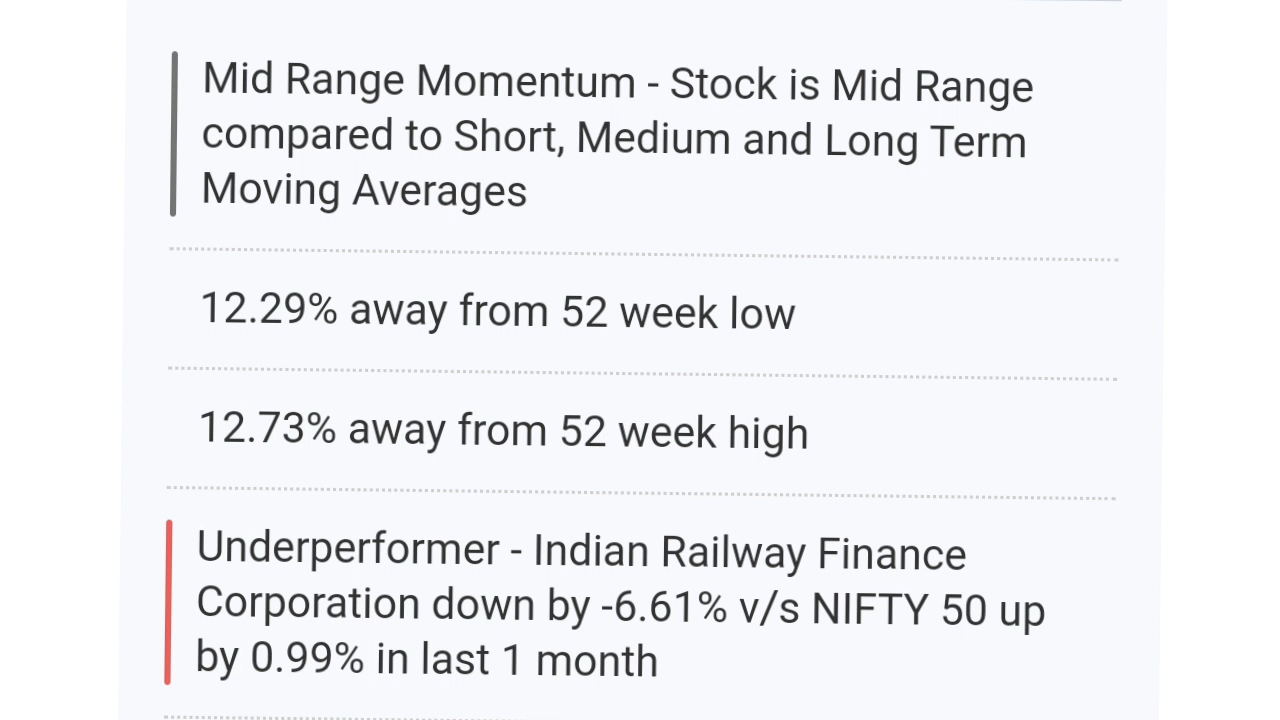 Mid Range Momentum - Stock is Mid Range
compared to Short, Medium and Long Term
Moving Averages
12.29% away from 52 week low
12.73% away from 52 week high
Underperformer - Indian Railway Finance
Corporation down by -6.61% v/s NIFTY 50 up
by 0.99% in last 1 month